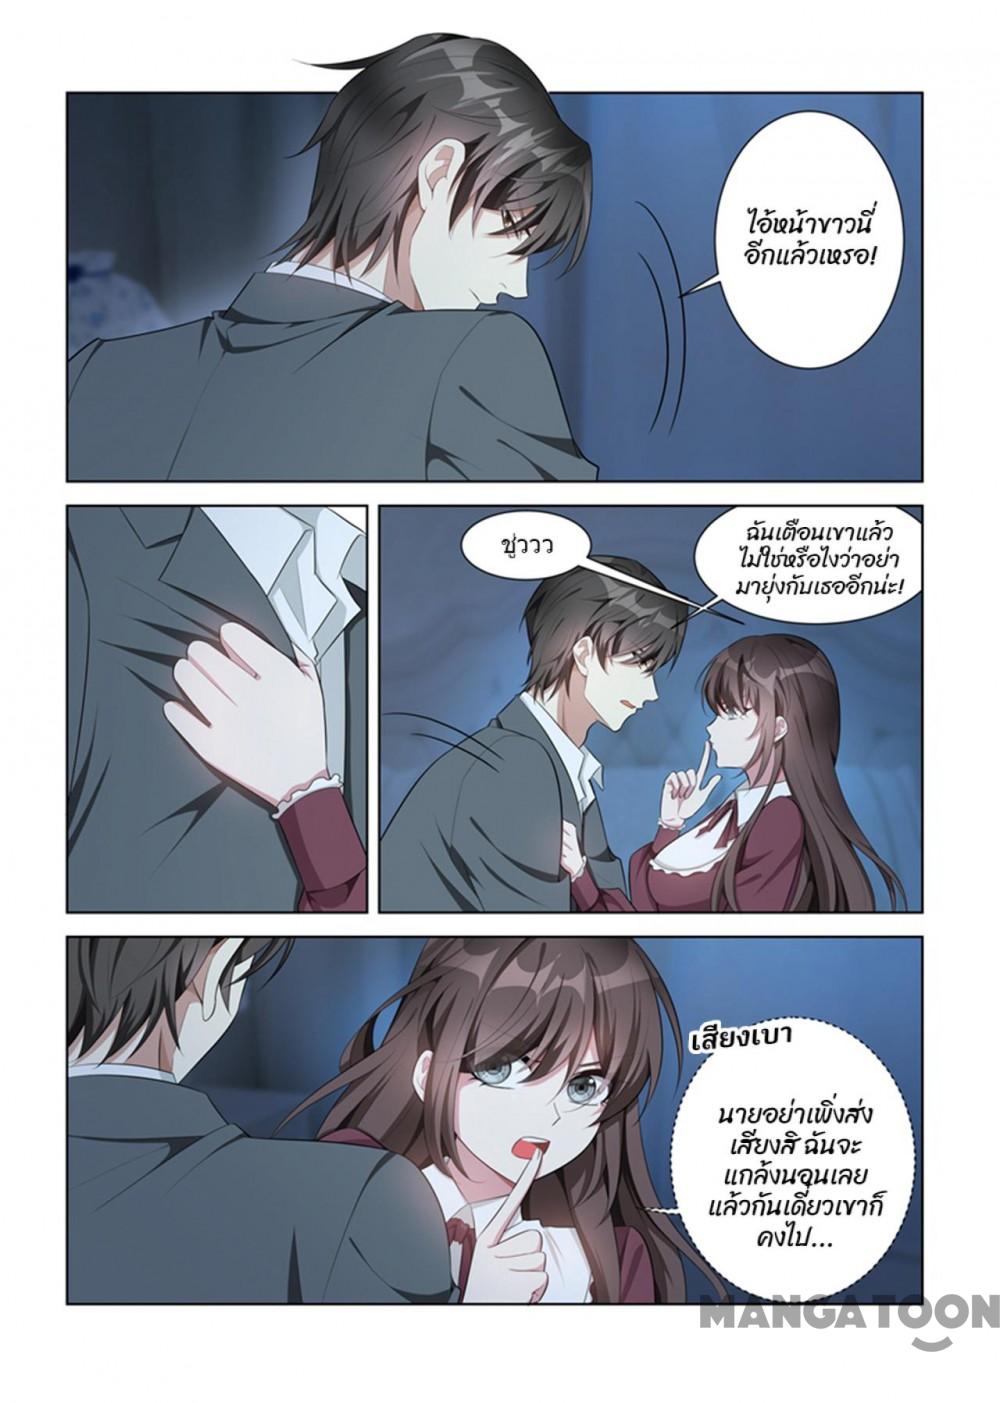 ไอ้หน้าขาวนี่
อีกแล้วเหรอ!
ชู่ววว
ฉันเตือนเขาแล้ว
ไม่ใช่หรือไงว่าอย่า
มายุ่งกับเธออีกน่ะ!
เสียงเบา
นายอย่าเพิ่งส่ง
เสียงสิ ฉันจะ
แกล้งนอนเลย
แล้วกันเดี๋ยวเขาก็
คงไป...
MANGATOON